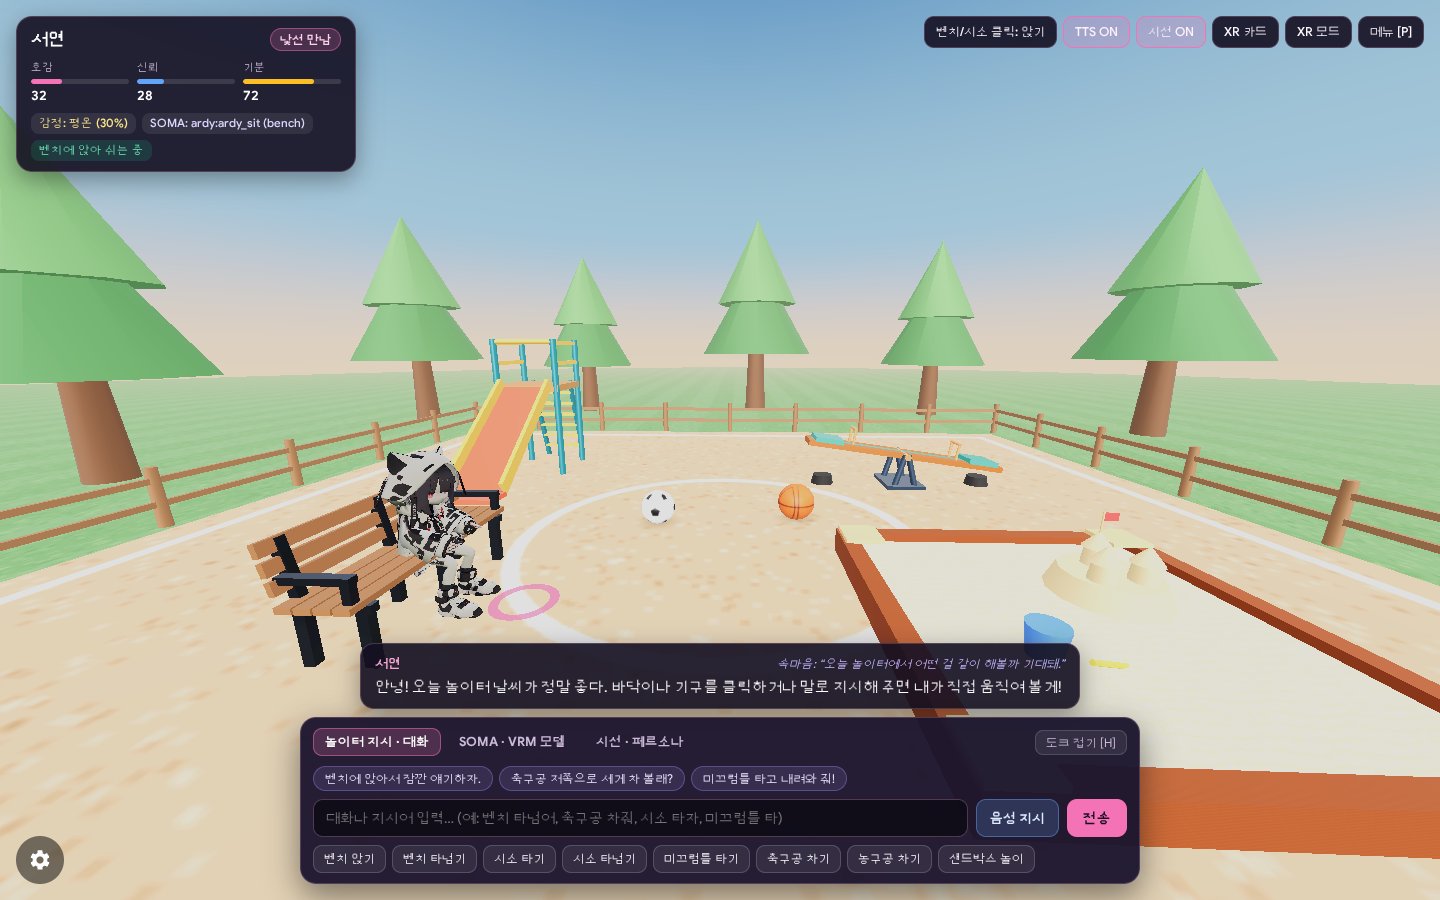 서연
낯선 만남
호감
신뢰
기분
32
28
72
감정: 평온 (30%)
SOMA: ardy:ardy_sit (bench)
벤치에 앉아 쉬는 중
벤치/시소 클릭: 앉기
TTS ON
시선 ON
XR 카드
XR 모드
메뉴 [P]
서연
속마음: “오늘 놀이터에서 어떤 걸 같이 해볼까 기대돼.”
안녕! 오늘 놀이터 날씨가 정말 좋다. 바닥이나 기구를 클릭하거나 말로 지시해 주면 내가 직접 움직여 볼게!
놀이터 지시 · 대화
SOMA · VRM 모델
시선 · 페르소나
도크 접기 [H]
벤치에 앉아서 잠깐 얘기하자.
축구공 저쪽으로 세게 차 볼래?
미끄럼틀 타고 내려와 줘!
대화나 지시어 입력... (예: 벤치 타넘어, 축구공 차줘, 시소 타자, 미끄럼틀 타)
음성 지시
전송
벤치 앉기
벤치 타넘기
시소 타기
시소 타넘기
미끄럼틀 타기
축구공 차기
농구공 차기
샌드박스 놀이